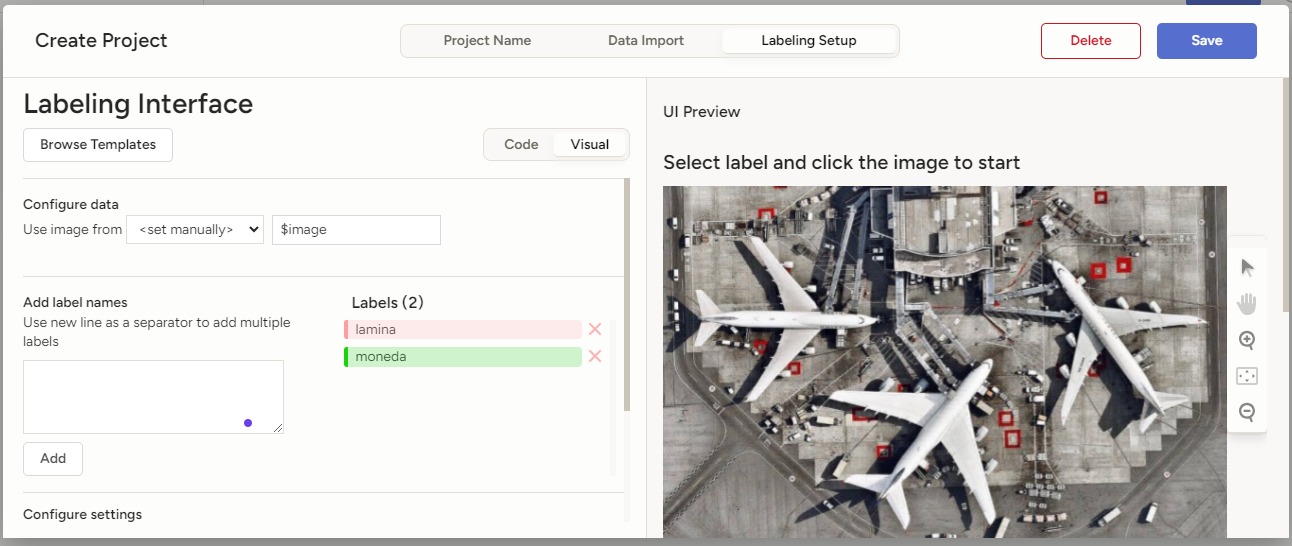 Create Project
Project Name
Data Import
Labeling Setup
Delete
Save
Labeling Interface
Browse Templates
Code
Visual
Configure data
Use image from
<set manually>
$image
Add label names
Use new line as a separator to add multiple
labels
Add
Labels (2)
lamina
moneda
Configure settings
UI Preview
Select label and click the image to start